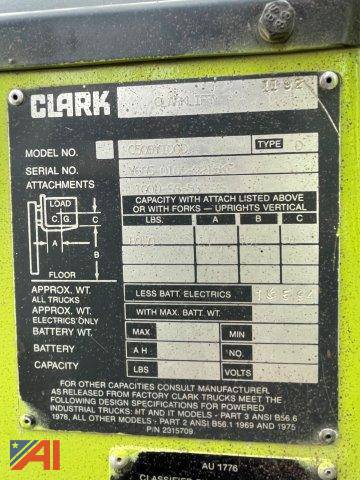 1192
CLARK
CLARKLIFT
MODEL NO.
TYPE D
SERIAL NO.
ATTACHMENTS
CAPACITY WITH ATTACH LISTED ABOVE
OR WITH FORKS — UPRIGHTS VERTICAL
LBS. A B C
LOAD
C. G.
C
A
B
FLOOR
APPROX. WT.
ALL TRUCKS
LESS BATT. ELECTRICS
APPROX. WT.
ELECTRICS ONLY
WITH MAX. BATT. WT.
BATTERY WT.
MAX. MIN
BATTERY
A H NO.
CAPACITY
LBS VOLTS
FOR OTHER CAPACITIES CONSULT MANUFACTURER.
AS RELEASED FROM FACTORY CLARK TRUCKS MEET THE
FOLLOWING DESIGN SPECIFICATIONS FOR POWERED
INDUSTRIAL TRUCKS: HT AND IT MODELS - PART 3 ANSI B56.6
1978, ALL OTHER MODELS - PART 2 ANSI B56.1 1969 AND 1975
P/N 2315709
AU 1776
AI